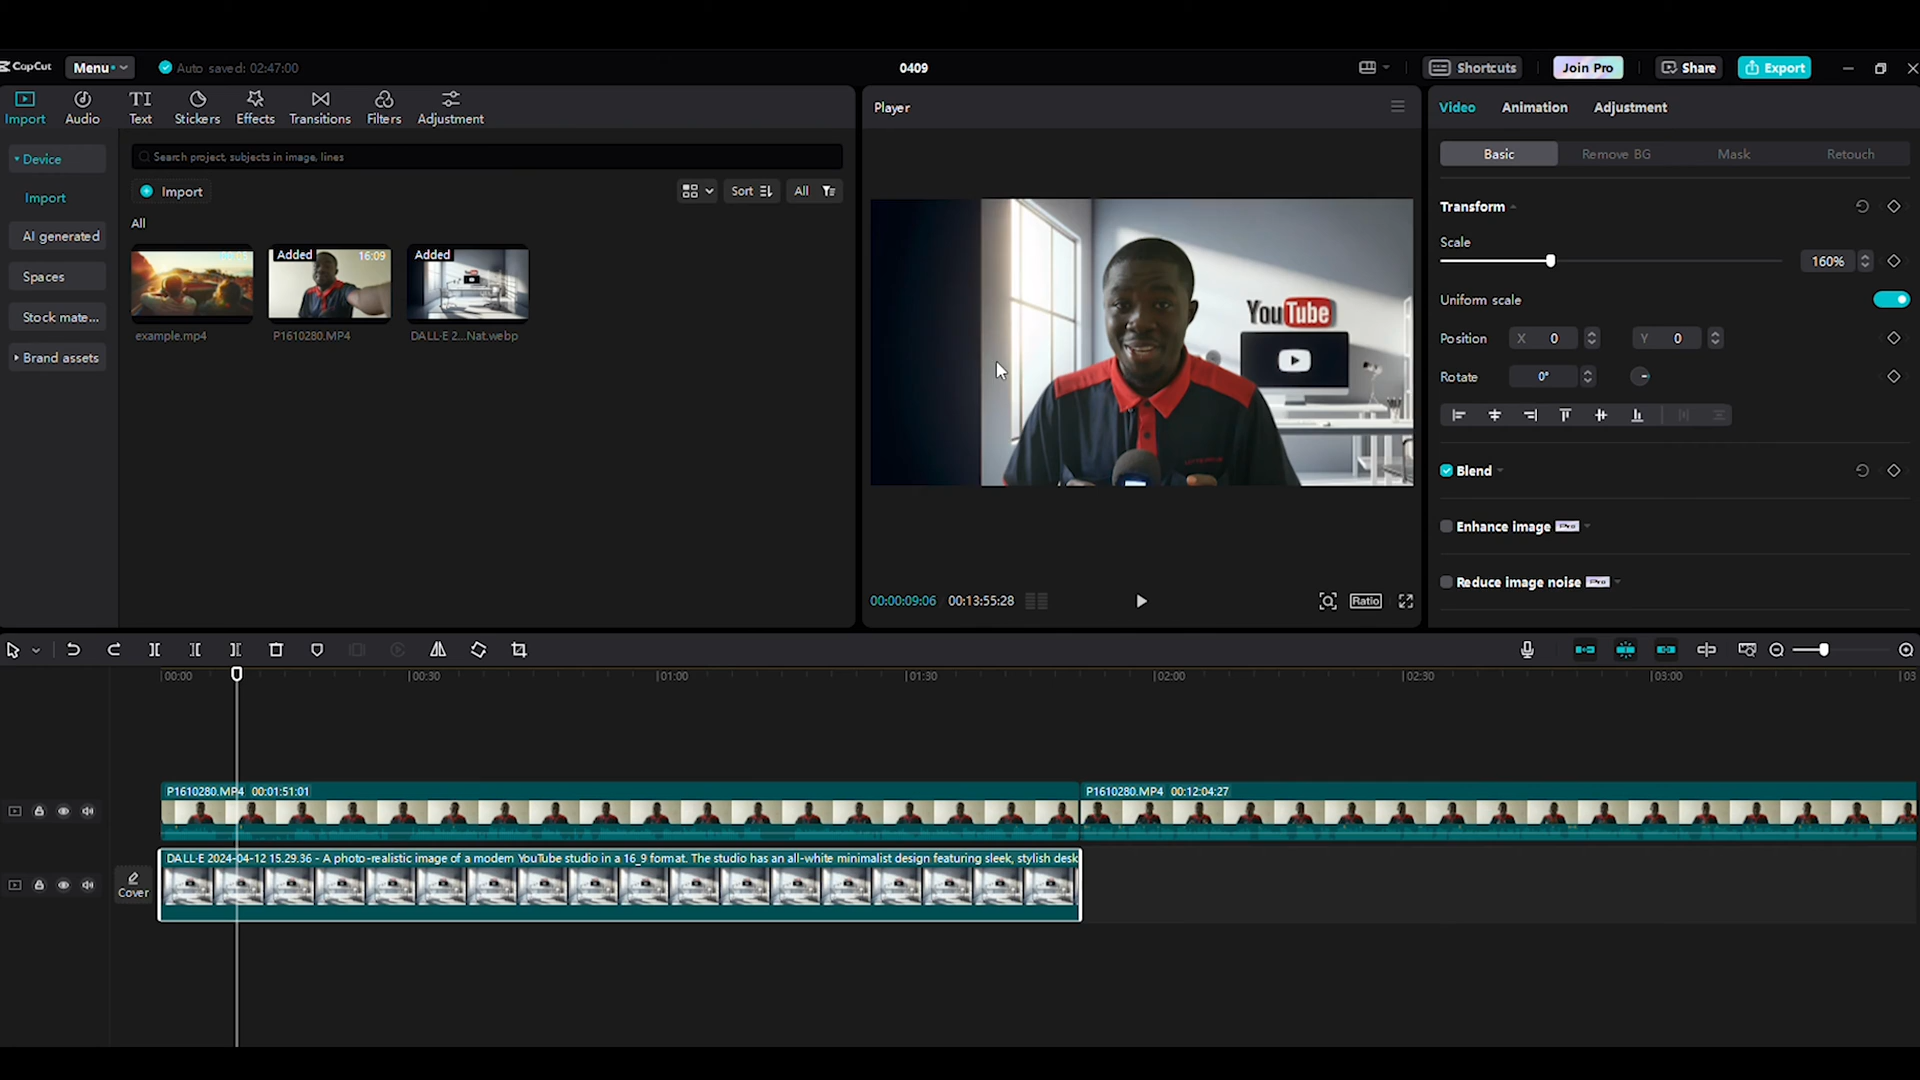 CapCut Menu Auto saved: 02:47:00 0409 Shortcuts Join Pro Share Export
Import Audio Text Stickers Effects Transitions Filters Adjustment
Device
Import
AI generated
Spaces
Stock mate...
Brand assets
Search project, subjects in image, lines
Import Sort All
All
example.mp4
Added 16:09
P1610280.MP4
Added
DALL·E 2...Nat.webp
Player
YouTube
00:00:09:06 00:13:55:28 Ratio
Video Animation Adjustment
Basic Remove BG Mask Retouch
Transform
Scale
160%
Uniform scale
Position X 0 Y 0
Rotate 0°
Blend
Enhance image Pro
Reduce image noise Pro
00:00 00:30 01:00 01:30 02:00 02:30 03:00 03
P1610280.MP4 00:01:51:01
P1610280.MP4 00:12:04:27
Cover
DALL·E 2024-04-12 15.29.36 - A photo-realistic image of a modern YouTube studio in a 16_9 format. The studio has an all-white minimalist design featuring sleek, stylish desk